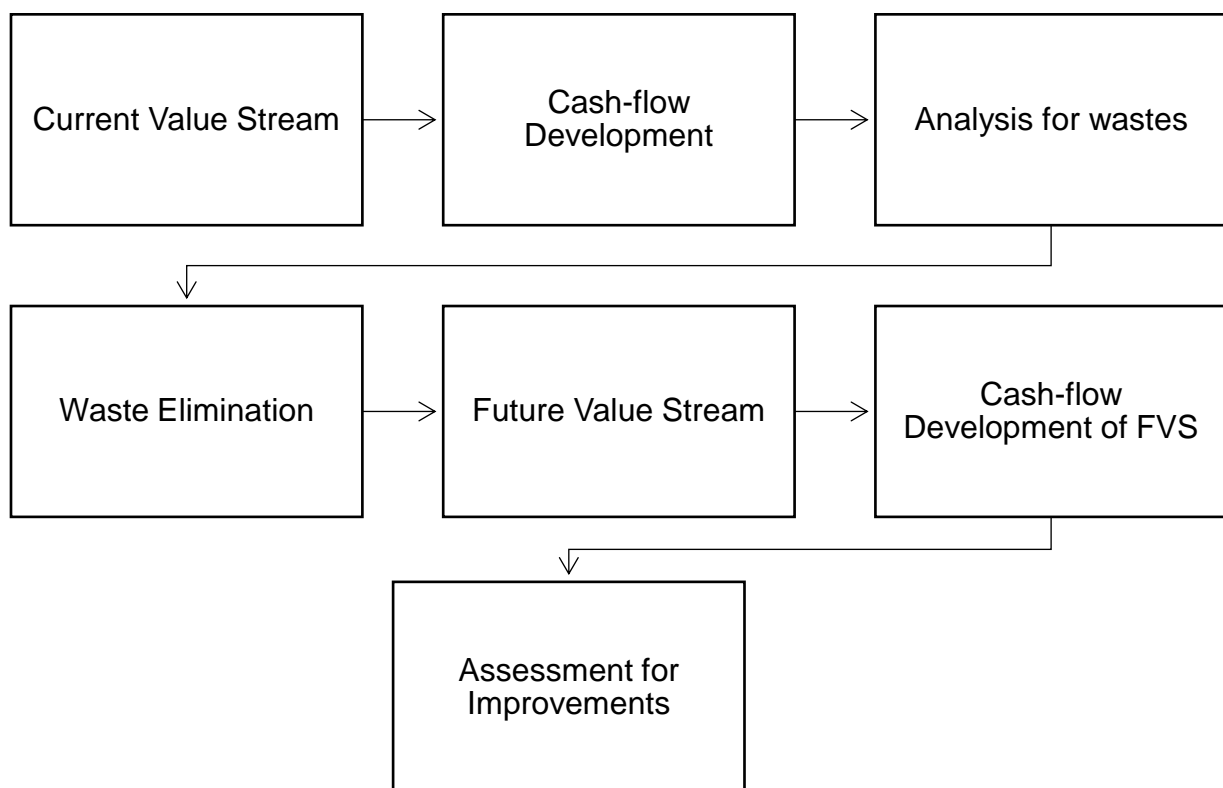 Current Value Stream
Cash-flow
Development
Analysis for wastes
Waste Elimination
Future Value Stream
Cash-flow
Development of FVS
Assessment for
Improvements